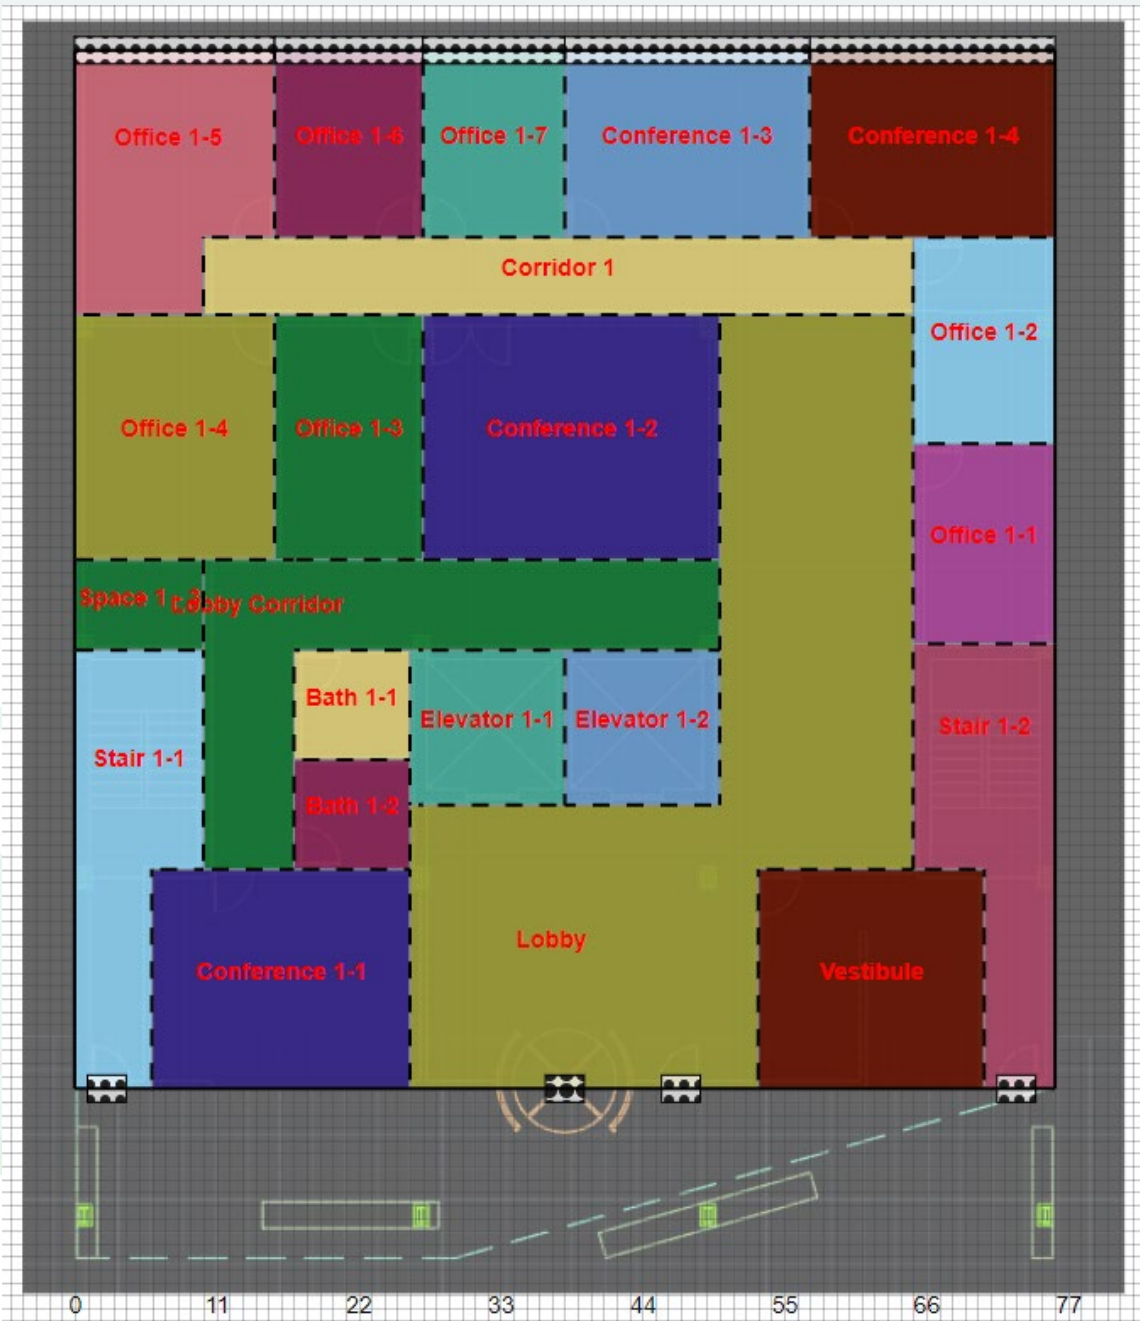 Office 1-5
Office 1-6
Office 1-7
Conference 1-3
Conference 1-4
Corridor 1
Office 1-2
Office 1-4
Office 1-3
Conference 1-2
Office 1-1
Space 1
Lobby Corridor
Bath 1-1
Elevator 1-1
Elevator 1-2
Stair 1-2
Stair 1-1
Bath 1-2
Lobby
Conference 1-1
Vestibule
0 11 22 33 44 55 66 77